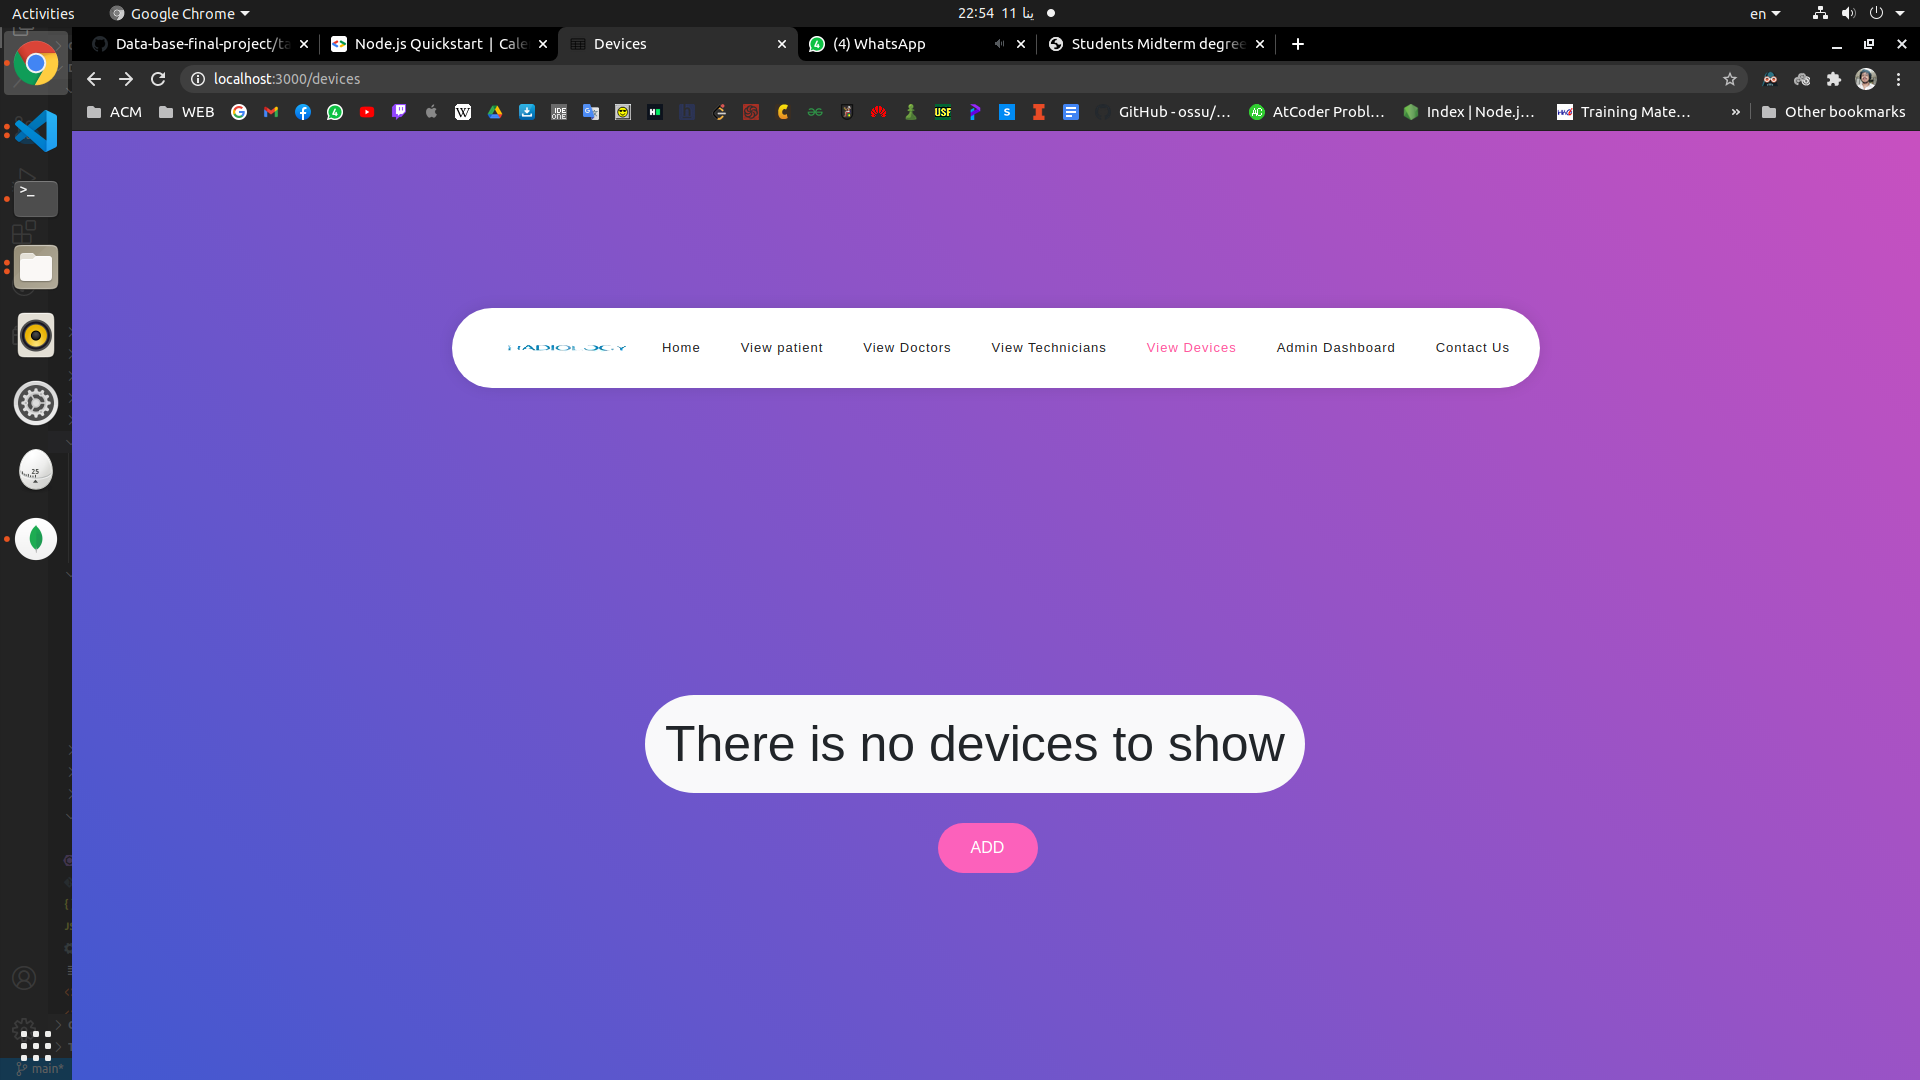 Activities
Google Chrome
22:54 11 ينا
en
Data-base-final-project/ta
Node.js Quickstart | Cale
Devices
(4) WhatsApp
Students Midterm degree
localhost:3000/devices
ACM
WEB
GitHub - ossu/...
AtCoder Probl...
Index | Node.j...
Training Mate...
»
Other bookmarks
Home
View patient
View Doctors
View Technicians
View Devices
Admin Dashboard
Contact Us
There is no devices to show
ADD
25
main*